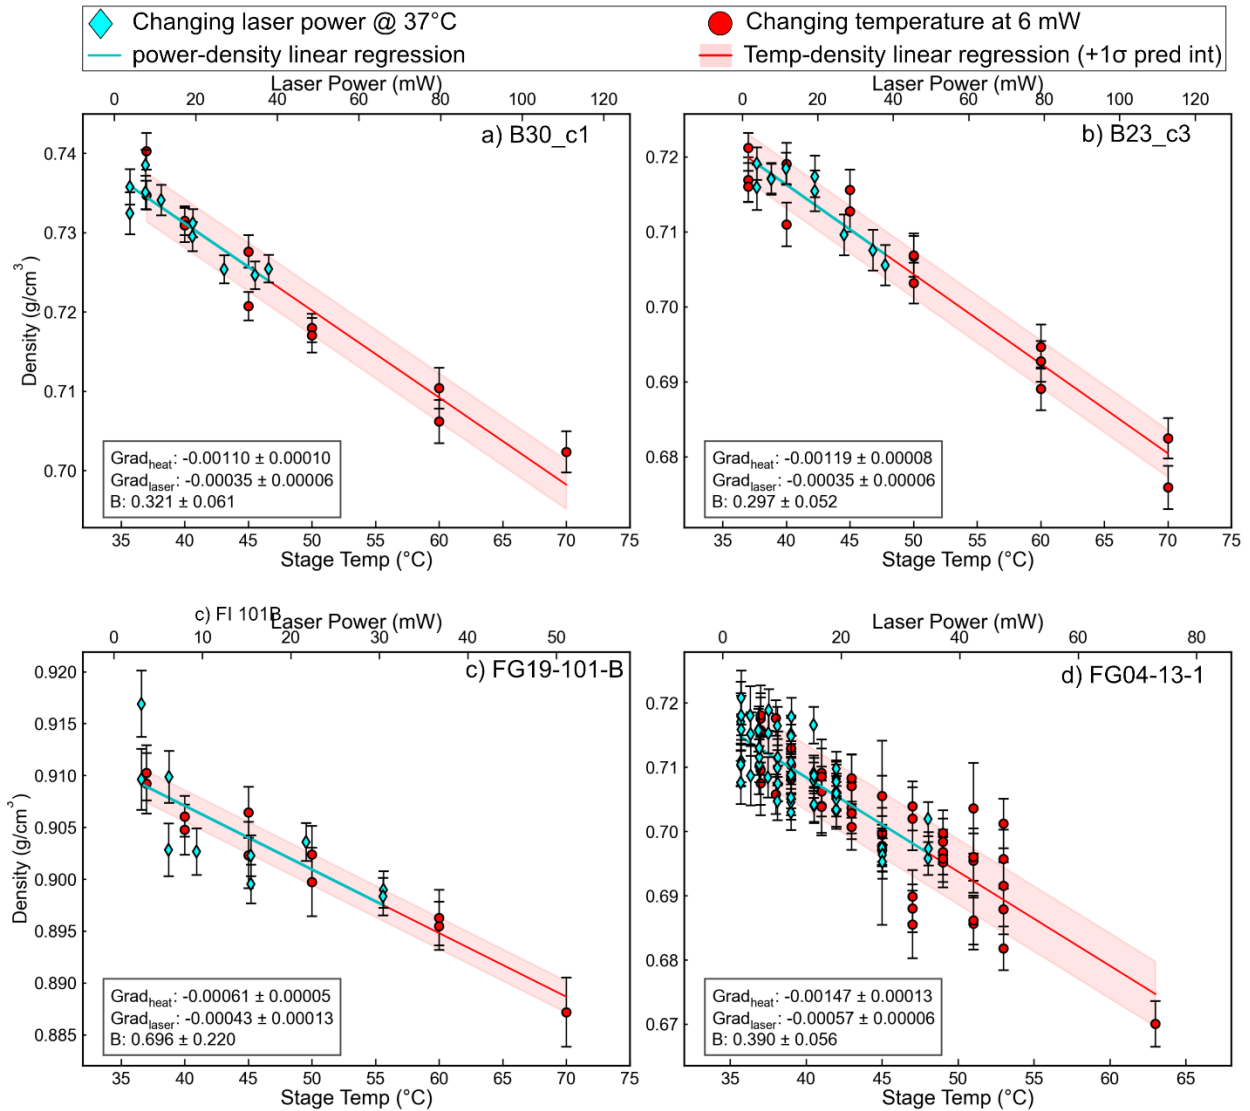 Changing laser power @ 37°C
Changing temperature at 6 mW
power-density linear regression
Temp-density linear regression (+1σ pred int)
Laser Power (mW)
0 20 40 60 80 100 120
a) B30_c1
Density (g/cm³)
0.74
0.73
0.72
0.71
0.70
Grad_heat: -0.00110 ± 0.00010
Grad_laser: -0.00035 ± 0.00006
B: 0.321 ± 0.061
35 40 45 50 55 60 65 70 75
Stage Temp (°C)
Laser Power (mW)
0 20 40 60 80 100 120
b) B23_c3
0.72
0.71
0.70
0.69
0.68
Grad_heat: -0.00119 ± 0.00008
Grad_laser: -0.00035 ± 0.00006
B: 0.297 ± 0.052
35 40 45 50 55 60 65 70 75
Stage Temp (°C)
c) FI 101B
Laser Power (mW)
0 10 20 30 40 50
c) FG19-101-B
Density (g/cm³)
0.920
0.915
0.910
0.905
0.900
0.895
0.890
0.885
Grad_heat: -0.00061 ± 0.00005
Grad_laser: -0.00043 ± 0.00013
B: 0.696 ± 0.220
35 40 45 50 55 60 65 70 75
Stage Temp (°C)
Laser Power (mW)
0 20 40 60 80
d) FG04-13-1
0.72
0.71
0.70
0.69
0.68
0.67
Grad_heat: -0.00147 ± 0.00013
Grad_laser: -0.00057 ± 0.00006
B: 0.390 ± 0.056
35 40 45 50 55 60 65
Stage Temp (°C)